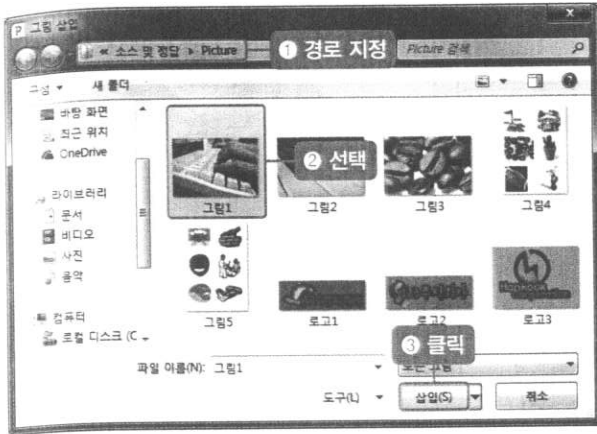 그림 삽입
« 소스 및 정답 ▸ Picture
① 경로 지정
Picture 검색
구성 ▾ 새 폴더
바탕 화면
최근 위치
OneDrive
라이브러리
문서
비디오
사진
음악
컴퓨터
로컬 디스크 (C
② 선택
그림1
그림2
그림3
그림4
그림5
로고1
로고2
로고3
③ 클릭
파일 이름(N): 그림1
모든 그림
도구(L) ▾
삽입(S)
취소